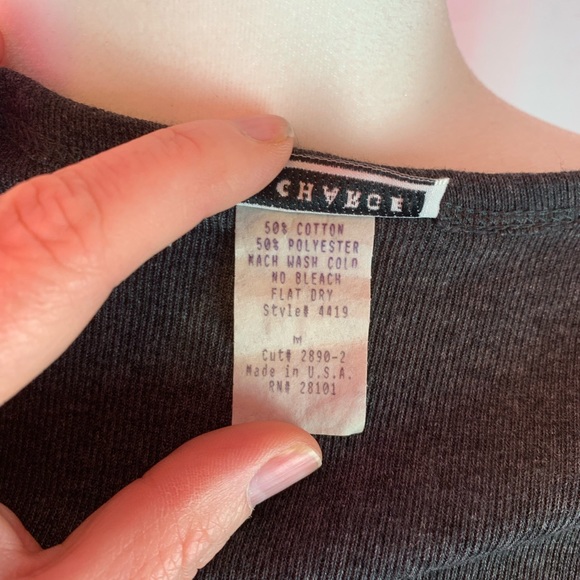 CHARGE
50% COTTON
50% POLYESTER
MACH WASH COLD
NO BLEACH
FLAT DRY
Style# 4419
M
Cut# 2890-2
Made in U.S.A.
RN# 28101